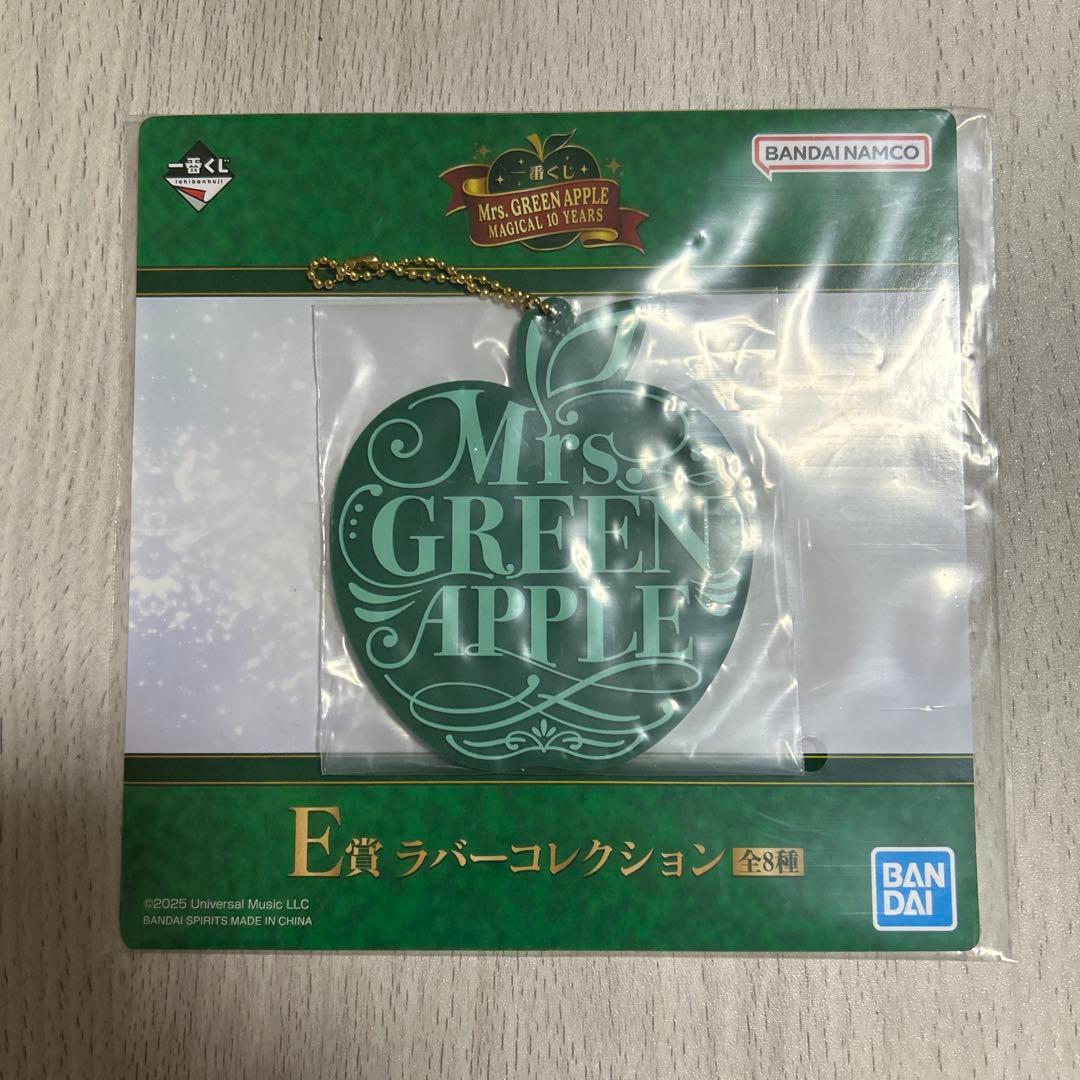 一番くじ
ichibankuji
一番くじ
Mrs. GREEN APPLE
MAGICAL 10 YEARS
BANDAI NAMCO
Mrs.
GREEN
APPLE
E賞 ラバーコレクション 全8種
©2025 Universal Music LLC
BANDAI SPIRITS MADE IN CHINA
BAN
DAI